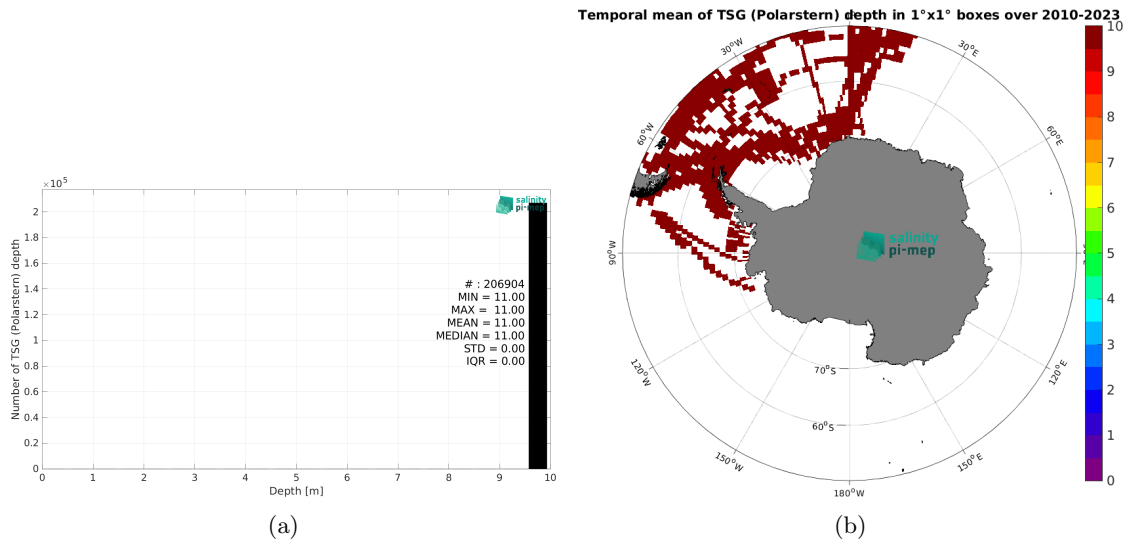 ×10⁵
2
1.8
1.6
1.4
1.2
1
0.8
0.6
0.4
0.2
0
Number of TSG (Polarstern) depth
salinity
pi-mep
# : 206904
MIN = 11.00
MAX = 11.00
MEAN = 11.00
MEDIAN = 11.00
STD = 0.00
IQR = 0.00
0 1 2 3 4 5 6 7 8 9 10
Depth [m]
(a)
Temporal mean of TSG (Polarstern) depth in 1°x1° boxes over 2010-2023
30°W
30°E
60°W
60°E
90°W
120°W
120°E
150°W
150°E
180°W
70°S
60°S
salinity
pi-mep
10
9
8
7
6
5
4
3
2
1
0
(b)